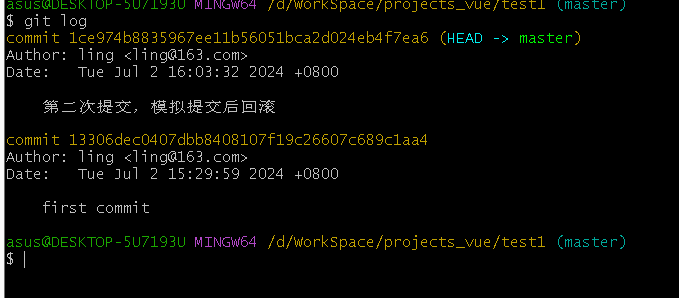 asus@DESKTOP-5U7193U MINGW64 /d/WorkSpace/projects_vue/test1 (master)
$ git log
commit 1ce974b8835967ee11b56051bca2d024eb4f7ea6 (HEAD -> master)
Author: ling <ling@163.com>
Date:   Tue Jul 2 16:03:32 2024 +0800
    第二次提交，模拟提交后回滚
commit 13306dec0407dbb8408107f19c26607c689c1aa4
Author: ling <ling@163.com>
Date:   Tue Jul 2 15:29:59 2024 +0800
    first commit
asus@DESKTOP-5U7193U MINGW64 /d/WorkSpace/projects_vue/test1 (master)
$